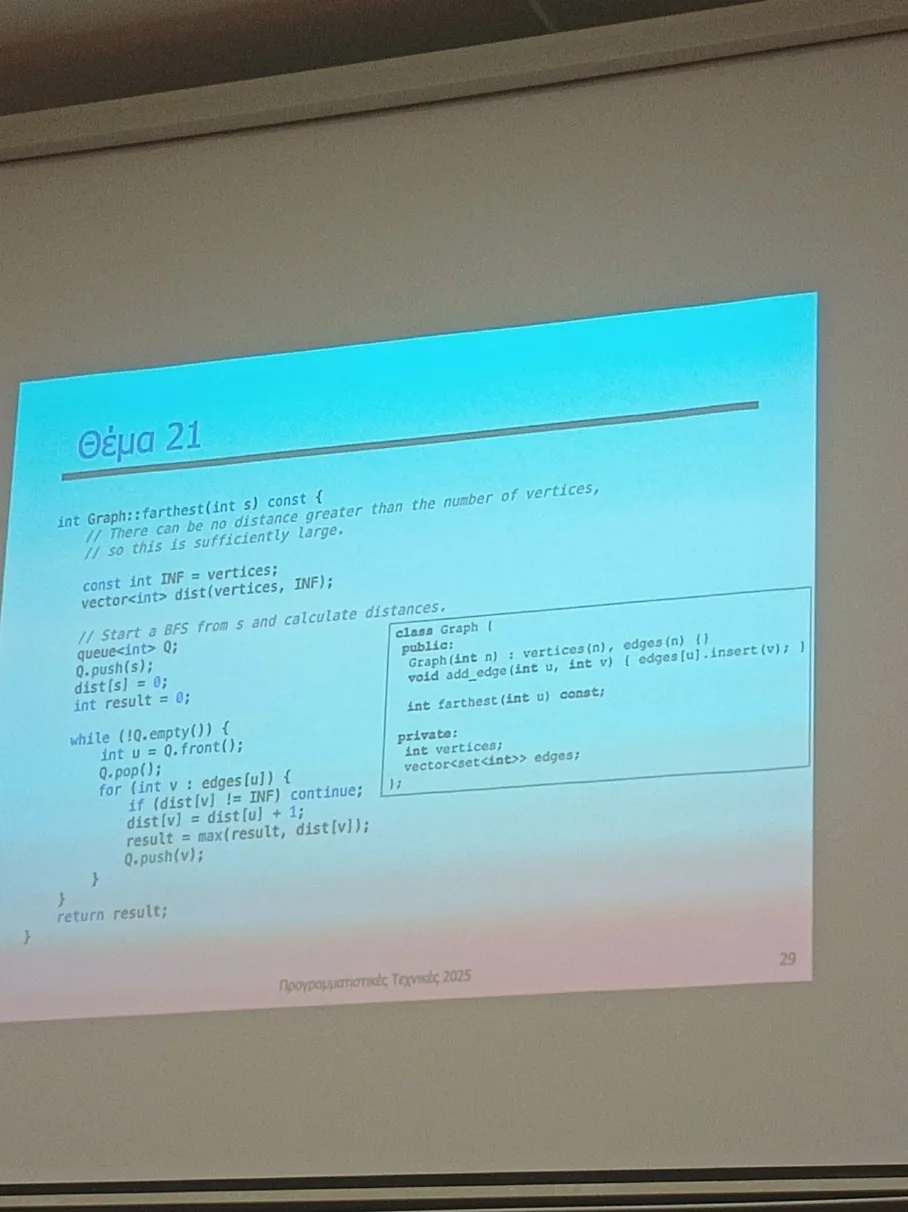 Θέμα 21
int Graph::farthest(int s) const {
// There can be no distance greater than the number of vertices,
// so this is sufficiently large.
const int INF = vertices;
vector<int> dist(vertices, INF);
// Start a BFS from s and calculate distances.
queue<int> Q;
Q.push(s);
dist[s] = 0;
int result = 0;
while (!Q.empty()) {
int u = Q.front();
Q.pop();
for (int v : edges[u]) {
if (dist[v] != INF) continue;
dist[v] = dist[u] + 1;
result = max(result, dist[v]);
Q.push(v);
}
}
return result;
}
class Graph {
public:
Graph(int n) : vertices(n), edges(n) {}
void add_edge(int u, int v) { edges[u].insert(v); }
int farthest(int u) const;
private:
int vertices;
vector<set<int>> edges;
};
Προγραμματιστικές Τεχνικές 2025
29